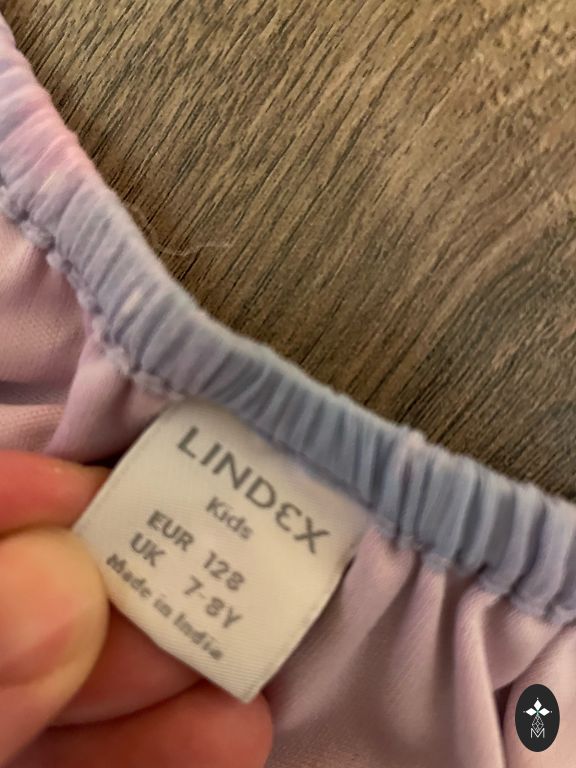 LINDEX
Kids
EUR 128
UK 7-8Y
Made in India